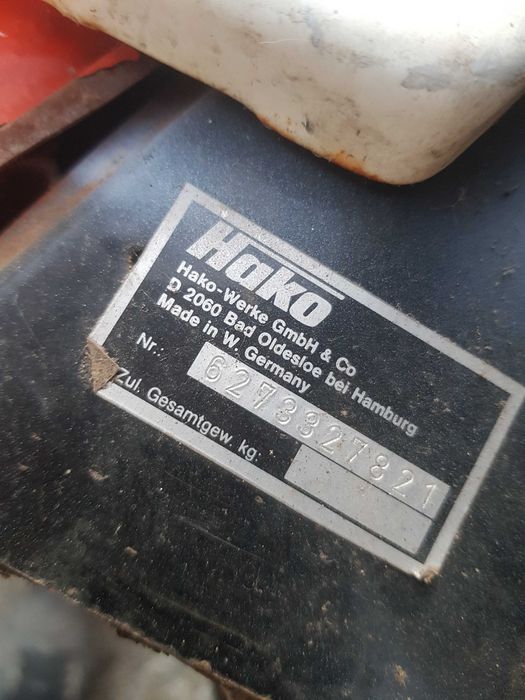 Hako
Hako-Werke GmbH & Co
D 2060 Bad Oldesloe bei Hamburg
Made in W. Germany
Nr.: 6273327821
Zul. Gesamtgew. kg: